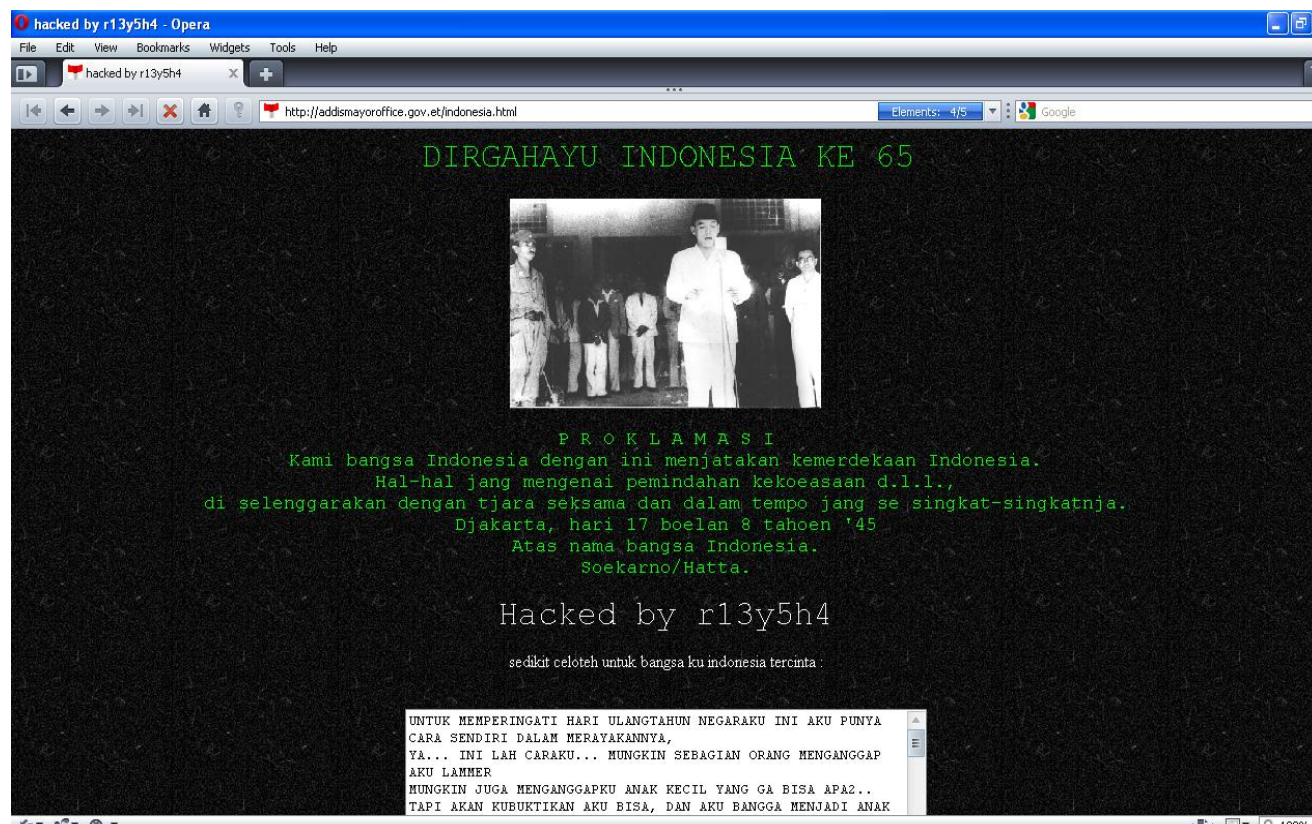 hacked by r13y5h4 - Opera
File Edit View Bookmarks Widgets Tools Help
hacked by r13y5h4
http://addismayoroffice.gov.et/indonesia.html Elements: 4/5 Google
DIRGAHAYU INDONESIA KE 65
P R O K L A M A S I
Kami bangsa Indonesia dengan ini menjatakan kemerdekaan Indonesia.
Hal-hal jang mengenai pemindahan kekoeasaan d.l.l.,
di selenggarakan dengan tjara seksama dan dalam tempo jang se singkat-singkatnja.
Djakarta, hari 17 boelan 8 tahoen '45
Atas nama bangsa Indonesia.
Soekarno/Hatta.
Hacked by r13y5h4
sedikit celoteh untuk bangsa ku indonesia tercinta :
UNTUK MEMPERINGATI HARI ULANGTAHUN NEGARAKU INI AKU PUNYA
CARA SENDIRI DALAM MERAYAKANNYA,
YA... INI LAH CARAKU... MUNGKIN SEBAGIAN ORANG MENGANGGAP
AKU LAMMER
MUNGKIN JUGA MENGANGGAPKU ANAK KECIL YANG GA BISA APA2..
TAPI AKAN KUBUKTIKAN AKU BISA, DAN AKU BANGGA MENJADI ANAK